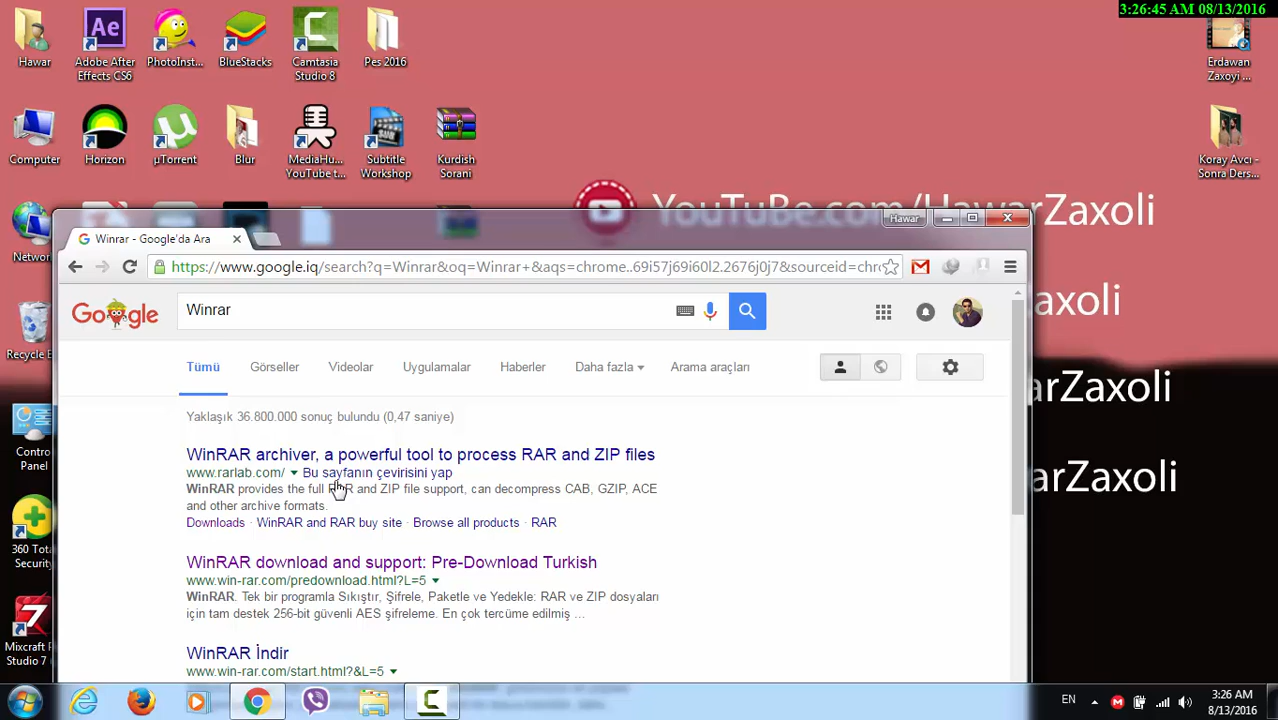 3:26:45 AM 08/13/2016
Hawar
Adobe After
Effects CS6
PhotoInst...
BlueStacks
Camtasia
Studio 8
Pes 2016
Erdawan
Zaxoyi ...
Computer
Horizon
µTorrent
Blur
MediaHu...
YouTube t...
Subtitle
Workshop
Kurdish
Sorani
Koray Avcı -
Sonra Ders...
YouTuBe.com/HawarZaxoli
Hawar
Networ
Winrar - Google'da Ara
https://www.google.iq/search?q=Winrar&oq=Winrar+&aqs=chrome..69i57j69i60l2.2676j0j7&sourceid=chr
axoli
Google
Winrar
Recycle B
Tümü
Görseller
Videolar
Uygulamalar
Haberler
Daha fazla
Arama araçları
arZaxoli
Yaklaşık 36.800.000 sonuç bulundu (0,47 saniye)
Control
Panel
WinRAR archiver, a powerful tool to process RAR and ZIP files
www.rarlab.com/ Bu sayfanın çevirisini yap
WinRAR provides the full RAR and ZIP file support, can decompress CAB, GZIP, ACE
and other archive formats.
Downloads · WinRAR and RAR buy site · Browse all products · RAR
arZaxoli
360 Tota
Security
WinRAR download and support: Pre-Download Turkish
www.win-rar.com/predownload.html?L=5
WinRAR. Tek bir programla Sıkıştır, Şifrele, Paketle ve Yedekle: RAR ve ZIP dosyaları
için tam destek 256-bit güvenli AES şifreleme. En çok tercüme edilmiş ...
Mixcraft P
Studio 7 (
WinRAR İndir
www.win-rar.com/start.html?&L=5
EN
3:26 AM
8/13/2016